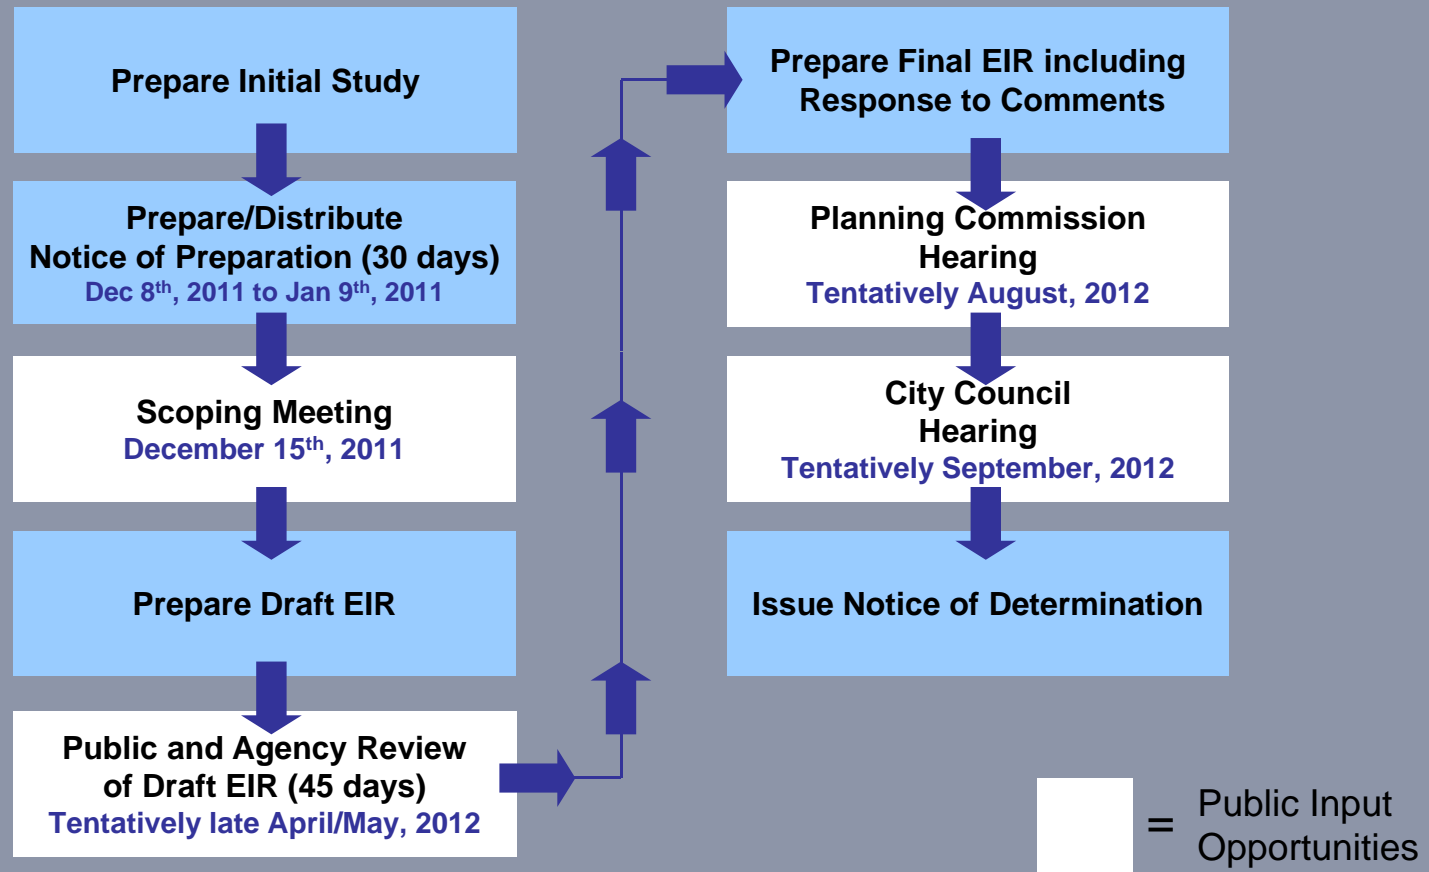 Prepare Initial Study
Prepare/Distribute
Notice of Preparation (30 days)
Dec 8th, 2011 to Jan 9th, 2011
Scoping Meeting
December 15th, 2011
Prepare Draft EIR
Public and Agency Review
of Draft EIR (45 days)
Tentatively late April/May, 2012
Prepare Final EIR including
Response to Comments
Planning Commission
Hearing
Tentatively August, 2012
City Council
Hearing
Tentatively September, 2012
Issue Notice of Determination
= Public Input
Opportunities